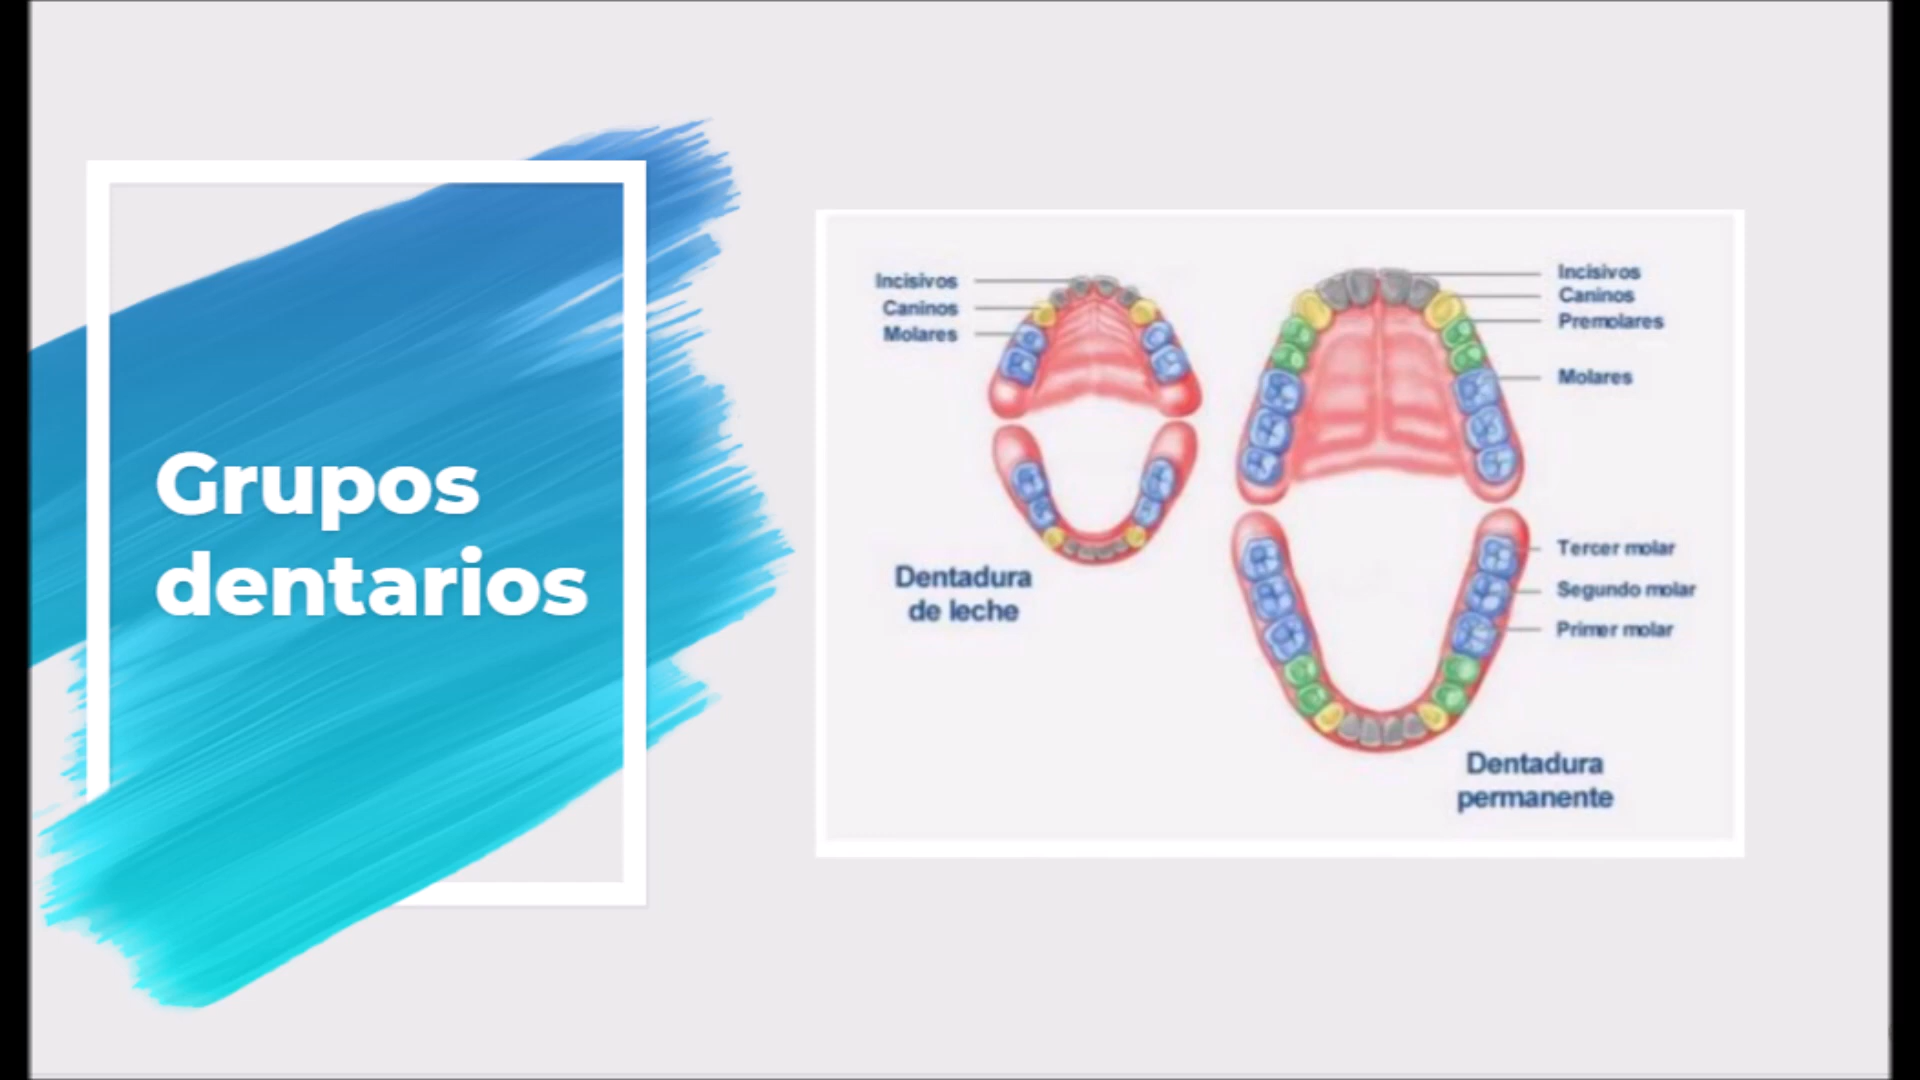 Grupos
dentarios
Incisivos
Caninos
Molares
Dentadura
de leche
Incisivos
Caninos
Premolares
Molares
Tercer molar
Segundo molar
Primer molar
Dentadura
permanente